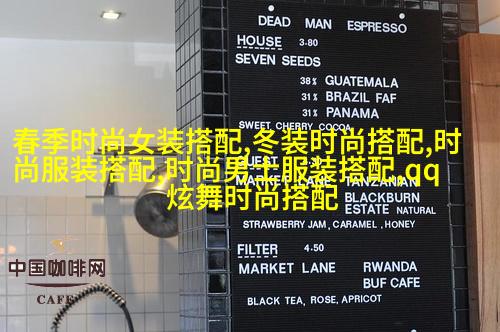 DEAD MAN ESPRESSO
HOUSE 3-80
SEVEN SEEDS
38% GUATEMALA
31% BRAZIL FAF
31% PANAMA
SWEET CHERRY COCOA
春季时尚女装搭配,冬装时尚搭配,时
尚服装搭配,时尚男士服装搭配,qq
炫舞时尚搭配
GUEST
MARKET LANE TANZANIAN
BLACKBURN
ESTATE NATURAL
STRAWBERRY JAM, CARAMEL, HONEY
FILTER 4.50
MARKET LANE RWANDA
BUF CAFE
BLACK TEA, ROSE, APRICOT
中国咖啡网
CAFE